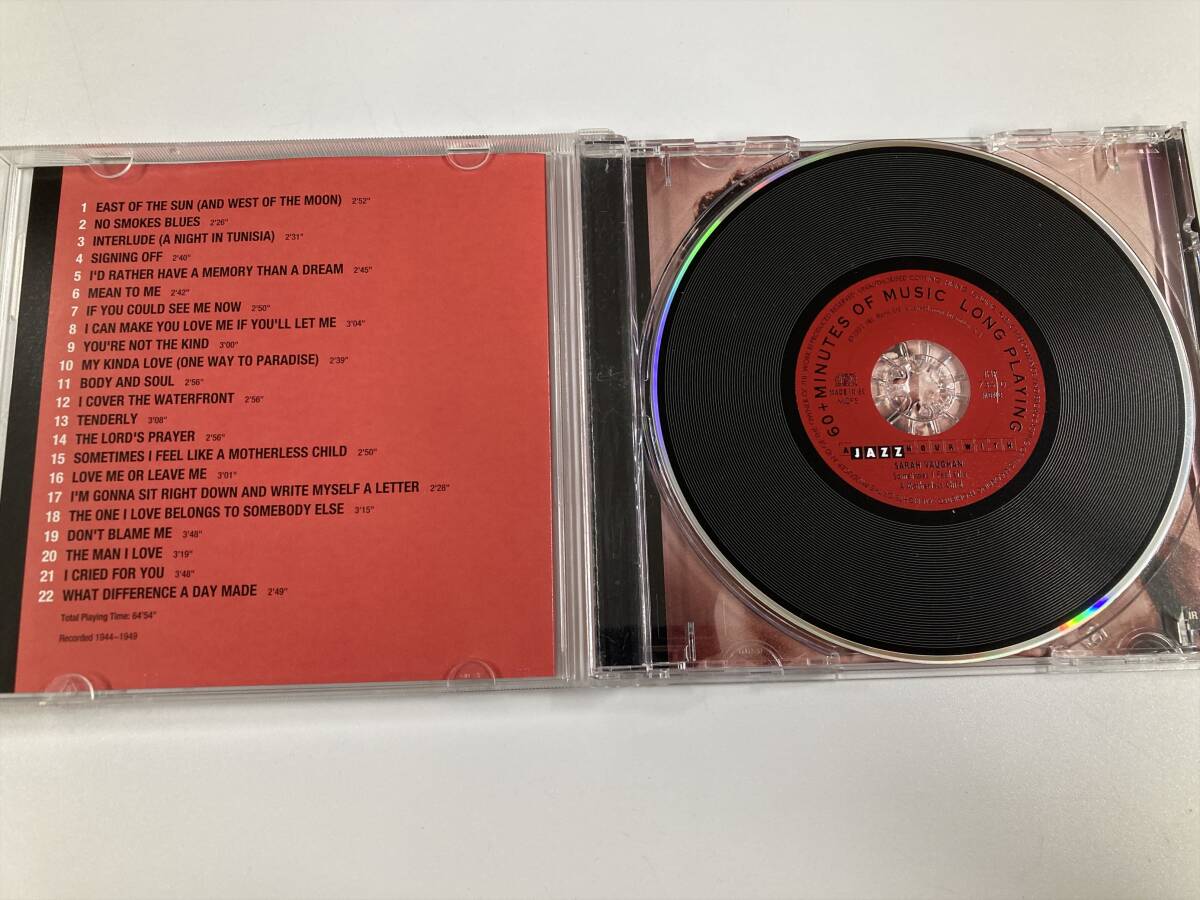 1 EAST OF THE SUN (AND WEST OF THE MOON) 2'52"
2 NO SMOKES BLUES 2'26"
3 INTERLUDE (A NIGHT IN TUNISIA) 2'31"
4 SIGNING OFF 2'40"
5 I'D RATHER HAVE A MEMORY THAN A DREAM 2'45"
6 MEAN TO ME 2'42"
7 IF YOU COULD SEE ME NOW 2'50"
8 I CAN MAKE YOU LOVE ME IF YOU'LL LET ME 3'04"
9 YOU'RE NOT THE KIND 3'00"
10 MY KINDA LOVE (ONE WAY TO PARADISE) 2'39"
11 BODY AND SOUL 2'56"
12 I COVER THE WATERFRONT 2'56"
13 TENDERLY 3'08"
14 THE LORD'S PRAYER 2'56"
15 SOMETIMES I FEEL LIKE A MOTHERLESS CHILD 2'50"
16 LOVE ME OR LEAVE ME 3'01"
17 I'M GONNA SIT RIGHT DOWN AND WRITE MYSELF A LETTER 2'28"
18 THE ONE I LOVE BELONGS TO SOMEBODY ELSE 3'15"
19 DON'T BLAME ME 3'48"
20 THE MAN I LOVE 3'19"
21 I CRIED FOR YOU 3'48"
22 WHAT DIFFERENCE A DAY MADE 2'49"
Total Playing Time: 64'54"
Recorded 1944–1949
60+ MINUTES OF MUSIC LONG PLAYING
MCPS
A JAZZ HOUR WITH
SARAH VAUGHAN
Sometimes I Feel Like
A Motherless Child
JR